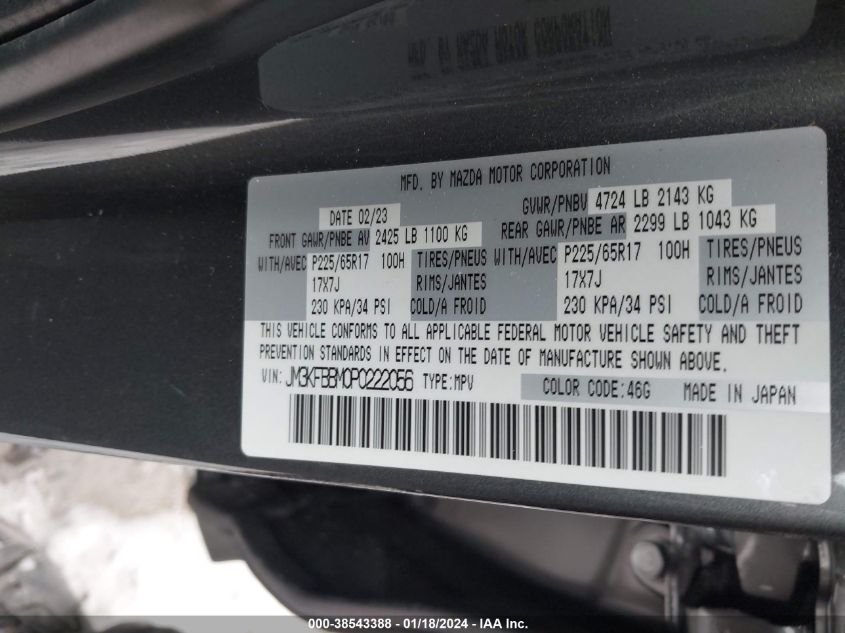 MFD. BY MAZDA MOTOR CORPORATION
DATE 02/23 GVWR/PNBV 4724 LB 2143 KG
FRONT GAWR/PNBE AV 2425 LB 1100 KG REAR GAWR/PNBE AR 2299 LB 1043 KG
WITH/AVEC P225/65R17 100H TIRES/PNEUS WITH/AVEC P225/65R17 100H TIRES/PNEUS
17X7J RIMS/JANTES 17X7J RIMS/JANTES
230 KPA/34 PSI COLD/A FROID 230 KPA/34 PSI COLD/A FROID
THIS VEHICLE CONFORMS TO ALL APPLICABLE FEDERAL MOTOR VEHICLE SAFETY AND THEFT
PREVENTION STANDARDS IN EFFECT ON THE DATE OF MANUFACTURE SHOWN ABOVE.
VIN: JM3KFBBM0P0222056 TYPE:MPV COLOR CODE:46G MADE IN JAPAN
000-38543388 - 01/18/2024 - IAA Inc.